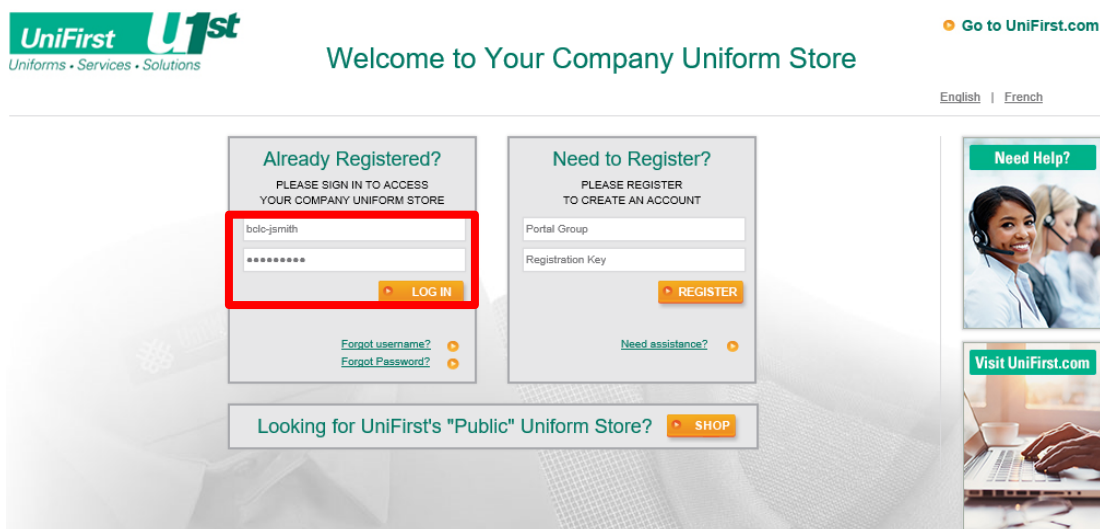 UniFirst U1st
Uniforms • Services • Solutions
Go to UniFirst.com
Welcome to Your Company Uniform Store
English | French
Already Registered?
PLEASE SIGN IN TO ACCESS
YOUR COMPANY UNIFORM STORE
bclc-jsmith
•••••••••
LOG IN
Forgot username?
Forgot Password?
Need to Register?
PLEASE REGISTER
TO CREATE AN ACCOUNT
Portal Group
Registration Key
REGISTER
Need assistance?
Need Help?
Visit UniFirst.com
Looking for UniFirst's "Public" Uniform Store? SHOP